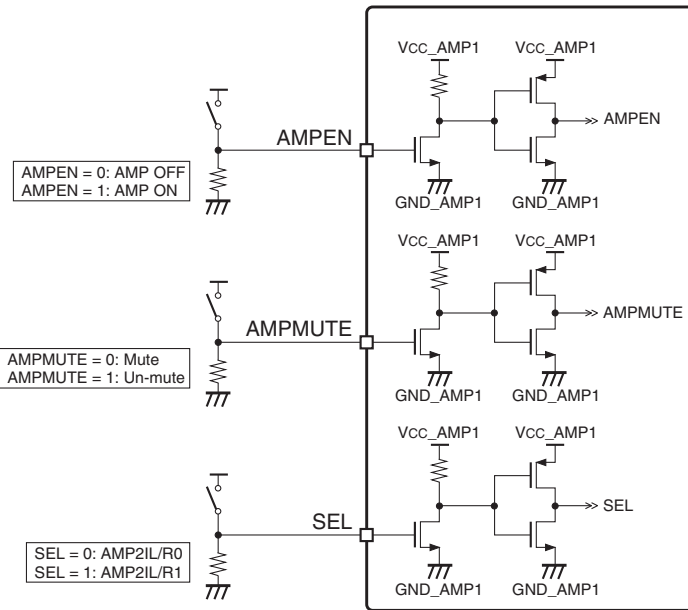 VCC_AMP1 VCC_AMP1
AMPEN
AMPEN
AMPEN = 0: AMP OFF
AMPEN = 1: AMP ON
GND_AMP1 GND_AMP1
VCC_AMP1 VCC_AMP1
AMPMUTE
AMPMUTE
AMPMUTE = 0: Mute
AMPMUTE = 1: Un-mute
GND_AMP1 GND_AMP1
VCC_AMP1 VCC_AMP1
SEL
SEL
SEL = 0: AMP2IL/R0
SEL = 1: AMP2IL/R1
GND_AMP1 GND_AMP1